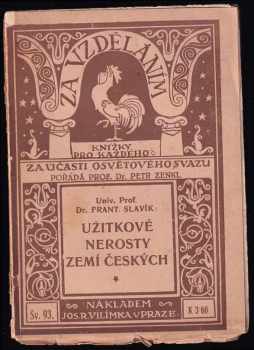 ZA VZDĚLÁNÍM
KNÍŽKY
PRO KAŽDÉHO
ZA ÚČASTI OSVĚTOVÉHO SVAZU
POŘÁDÁ PROF. Dr. PETR ZENKL
Univ. Prof.
Dr. FRANT. SLAVÍK:
UŽITKOVÉ
NEROSTY
ZEMÍ ČESKÝCH
Sv. 93.
NÁKLADEM
JOS. R. VILÍMKA V PRAZE
K 3·60